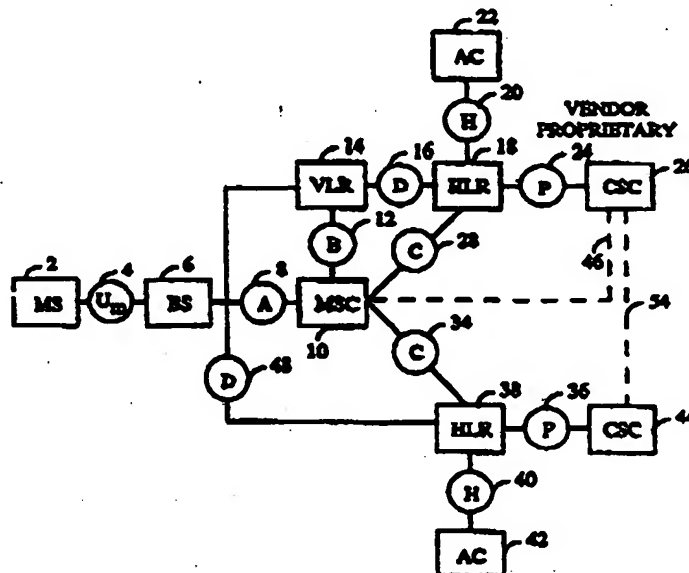 22
AC
20
H
VENDOR
PROPRIETARY
14
16
18
24
26
VLR
D
HLR
P
CSC
12
B
C
28
46
2
4
6
8
MS
Um
BS
A
MSC
10
54
34
C
D
48
38
36
44
HLR
P
CSC
H
40
AC
42